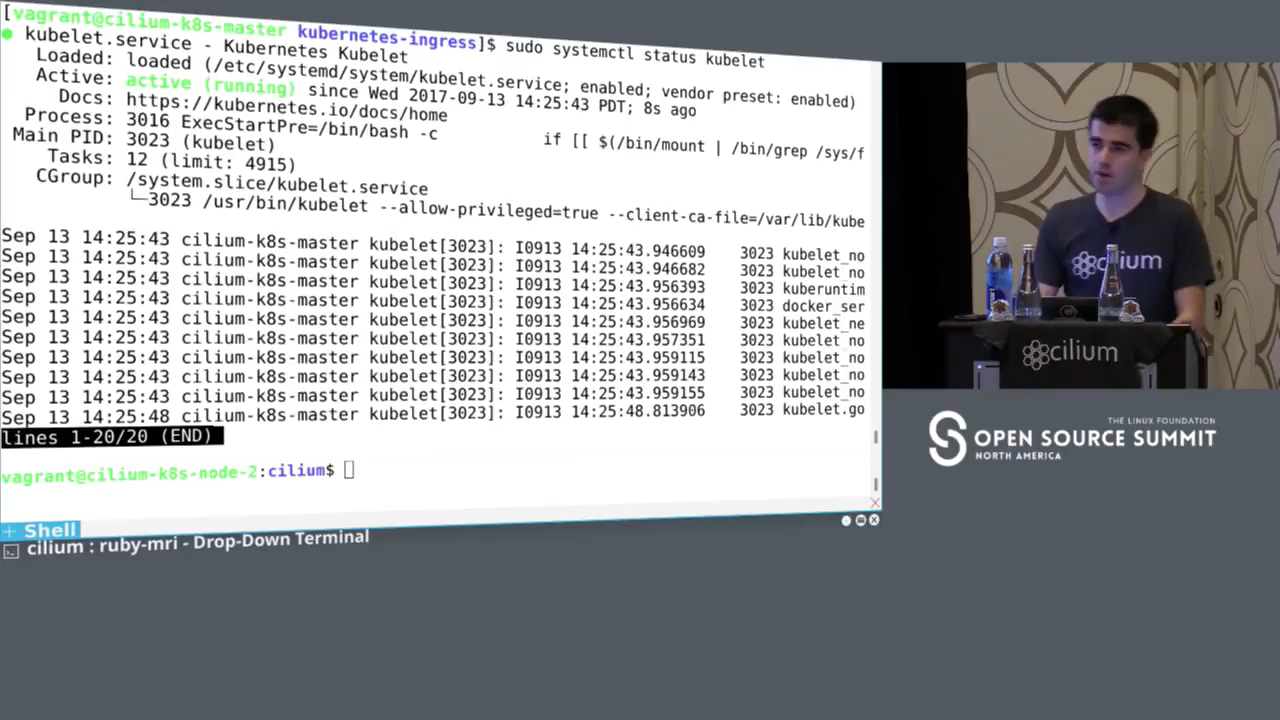 [vagrant@cilium-k8s-master kubernetes-ingress]$ sudo systemctl status kubelet
● kubelet.service - Kubernetes Kubelet
Loaded: loaded (/etc/systemd/system/kubelet.service; enabled; vendor preset: enabled)
Active: active (running) since Wed 2017-09-13 14:25:43 PDT; 8s ago
Docs: https://kubernetes.io/docs/home
Process: 3016 ExecStartPre=/bin/bash -c if [[ $(/bin/mount | /bin/grep /sys/f
Main PID: 3023 (kubelet)
Tasks: 12 (limit: 4915)
CGroup: /system.slice/kubelet.service
└─3023 /usr/bin/kubelet --allow-privileged=true --client-ca-file=/var/lib/kube
Sep 13 14:25:43 cilium-k8s-master kubelet[3023]: I0913 14:25:43.946609 3023 kubelet_no
Sep 13 14:25:43 cilium-k8s-master kubelet[3023]: I0913 14:25:43.946682 3023 kubelet_no
Sep 13 14:25:43 cilium-k8s-master kubelet[3023]: I0913 14:25:43.956393 3023 kuberuntim
Sep 13 14:25:43 cilium-k8s-master kubelet[3023]: I0913 14:25:43.956634 3023 docker_ser
Sep 13 14:25:43 cilium-k8s-master kubelet[3023]: I0913 14:25:43.956969 3023 kubelet_ne
Sep 13 14:25:43 cilium-k8s-master kubelet[3023]: I0913 14:25:43.957351 3023 kubelet_no
Sep 13 14:25:43 cilium-k8s-master kubelet[3023]: I0913 14:25:43.959115 3023 kubelet_no
Sep 13 14:25:43 cilium-k8s-master kubelet[3023]: I0913 14:25:43.959143 3023 kubelet_no
Sep 13 14:25:43 cilium-k8s-master kubelet[3023]: I0913 14:25:43.959155 3023 kubelet_no
Sep 13 14:25:48 cilium-k8s-master kubelet[3023]: I0913 14:25:48.813906 3023 kubelet.go
lines 1-20/20 (END)
vagrant@cilium-k8s-node-2:cilium$
+ Shell
cilium : ruby-mri - Drop-Down Terminal
cilium
cilium
THE LINUX FOUNDATION
OPEN SOURCE SUMMIT
NORTH AMERICA